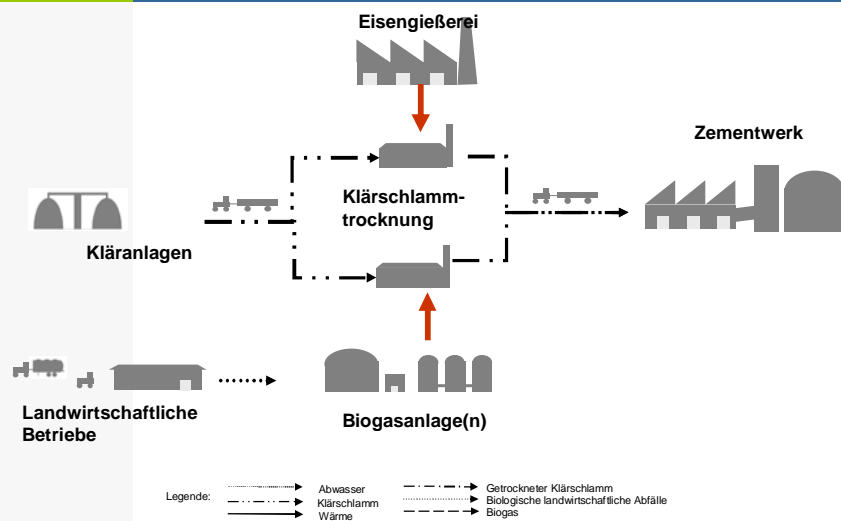 Eisengießerei
Zementwerk
Klärschlamm-
trocknung
Kläranlagen
Landwirtschaftliche
Betriebe
Biogasanlage(n)
Legende:
Abwasser
Klärschlamm
Wärme
Getrockneter Klärschlamm
Biologische landwirtschaftliche Abfälle
Biogas